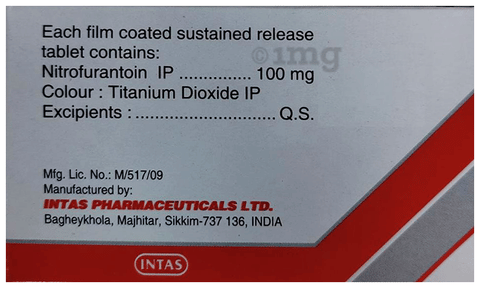 Each film coated sustained release
tablet contains:
1mg
Nitrofurantoin IP .............. 100 mg
Colour : Titanium Dioxide IP
Excipients : ............................ Q.S.
Mfg. Lic. No.: M/517/09
Manufactured by:
INTAS PHARMACEUTICALS LTD.
Bagheykhola, Majhitar, Sikkim-737 136, INDIA
INTAS